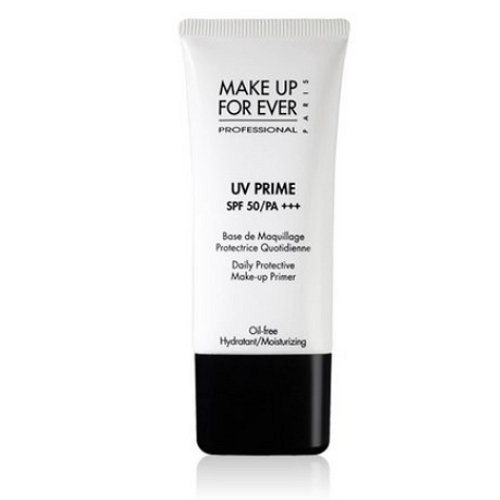 MAKE UP
FOR EVER
PROFESSIONAL
PARIS
UV PRIME
SPF 50/PA +++
Base de Maquillage
Protectrice Quotidienne
Daily Protective
Make-up Primer
Oil-free
Hydratant/Moisturizing